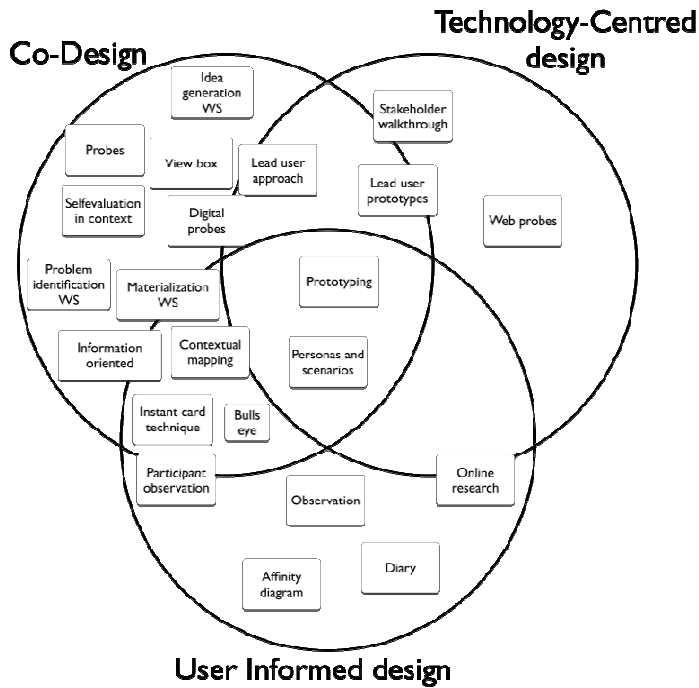 Technology-Centred
design
Co-Design
Idea
generation
WS
Stakeholder
walkthrough
Probes
View box
Lead user
approach
Lead user
prototypes
Selfevaluation
in context
Digital
probes
Web probes
Problem
identification
WS
Materialization
WS
Prototyping
Information
oriented
Contextual
mapping
Personas and
scenarios
Instant card
technique
Bulls
eye
Participant
observation
Observation
Online
research
Affinity
diagram
Diary
User Informed design